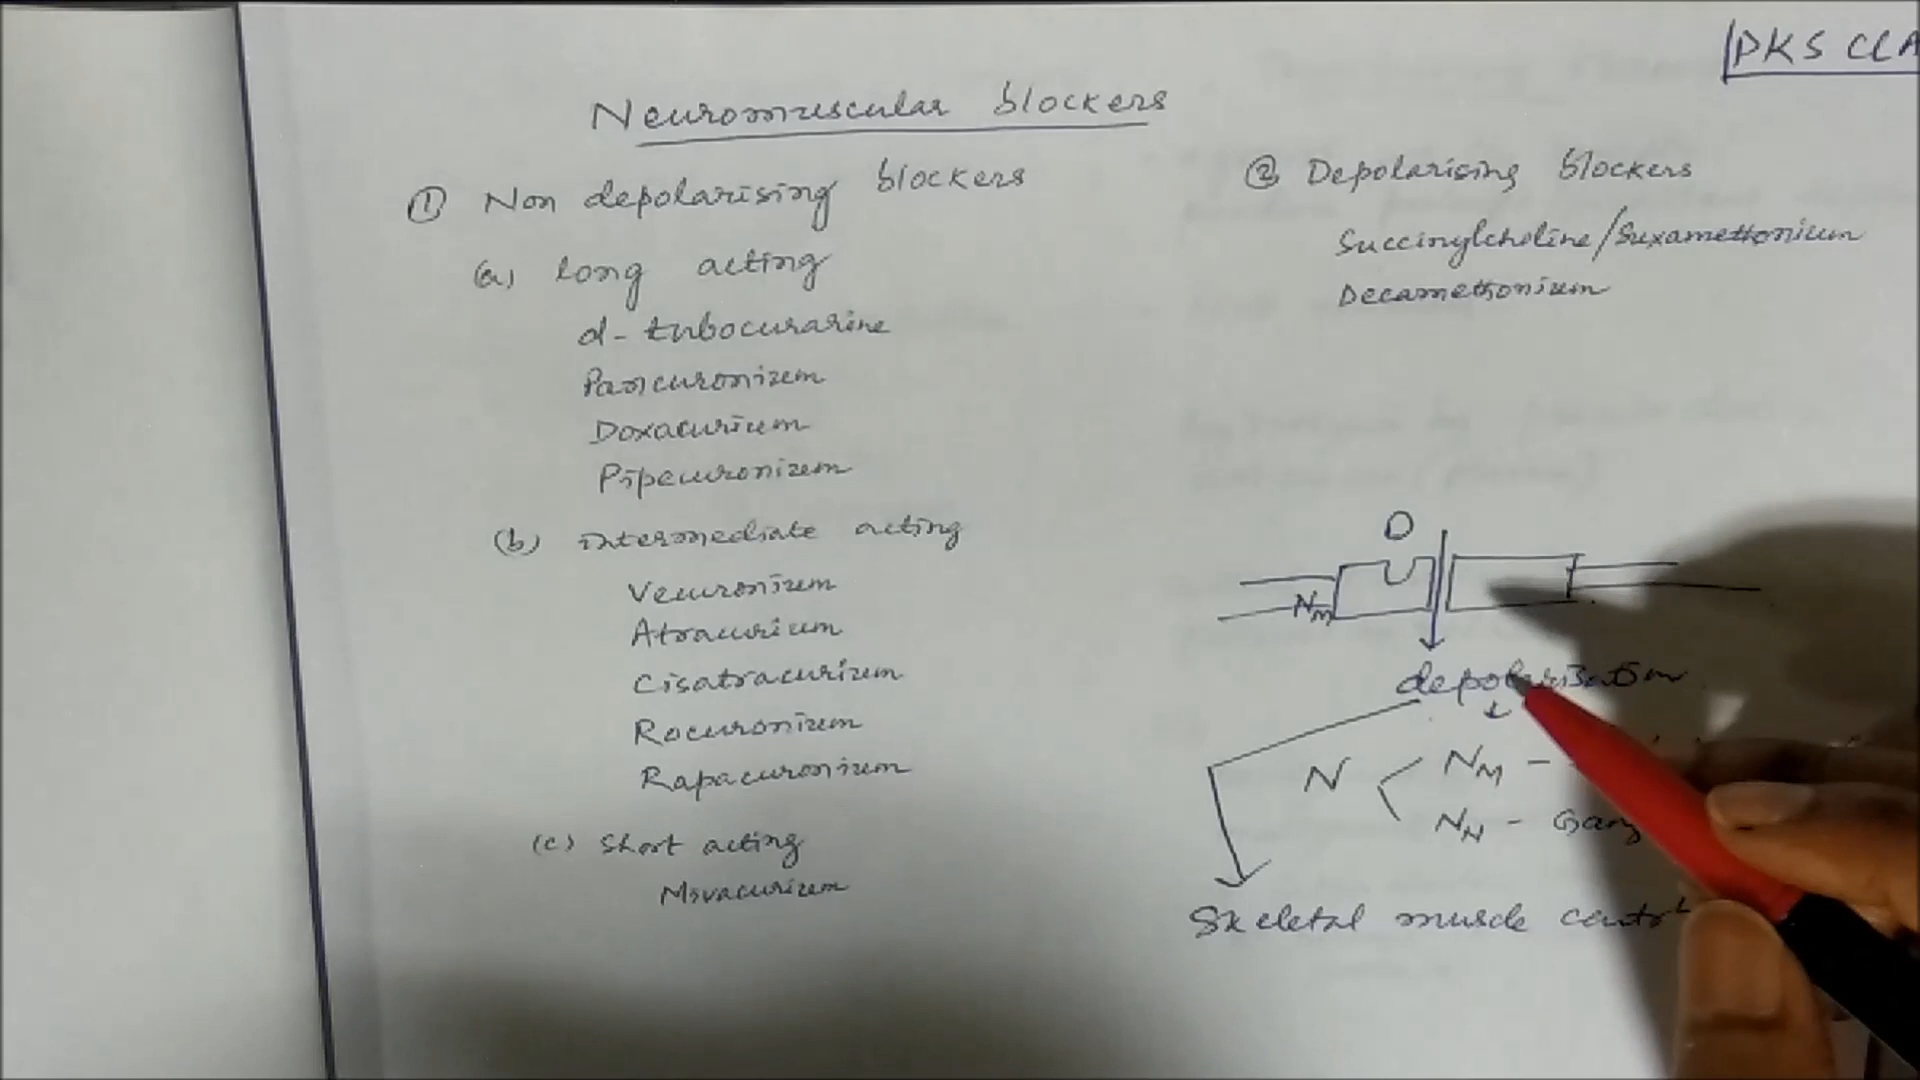 PKS CLA
Neuromuscular blockers
① Non depolarising blockers
(a) long acting
d-tubocurarine
Pancuronium
Doxacurium
Pipecuronium
(b) intermediate acting
Vecuronium
Atracurium
Cisatracurium
Rocuronium
Rapacuronium
(c) Short acting
Mivacurium
② Depolarising blockers
Succinylcholine/Suxamethonium
Decamethonium
D
NM
depolarization
N
NM -
NN - Gang
Skeletal muscle contr